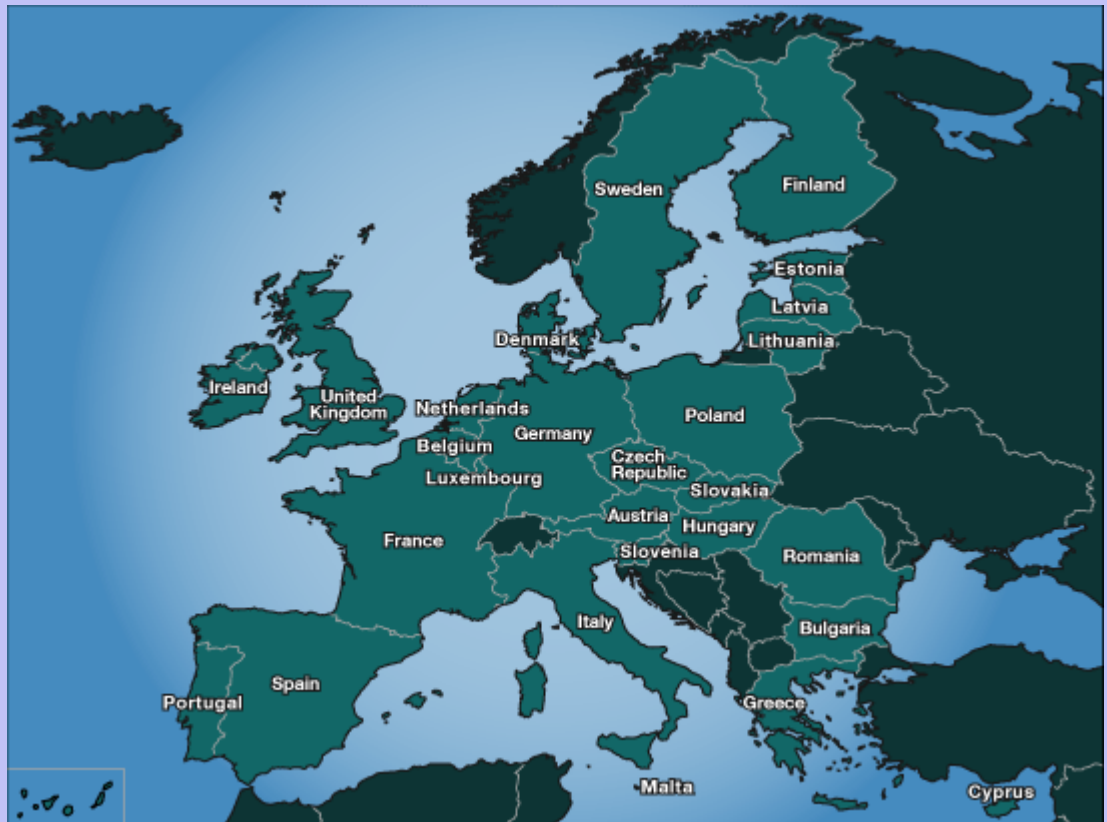 Sweden
Finland
Estonia
Latvia
Denmark
Lithuania
Ireland
United
Kingdom
Netherlands
Poland
Germany
Belgium
Czech
Republic
Luxembourg
Slovakia
Austria
Hungary
France
Slovenia
Romania
Italy
Bulgaria
Spain
Portugal
Greece
Malta
Cyprus